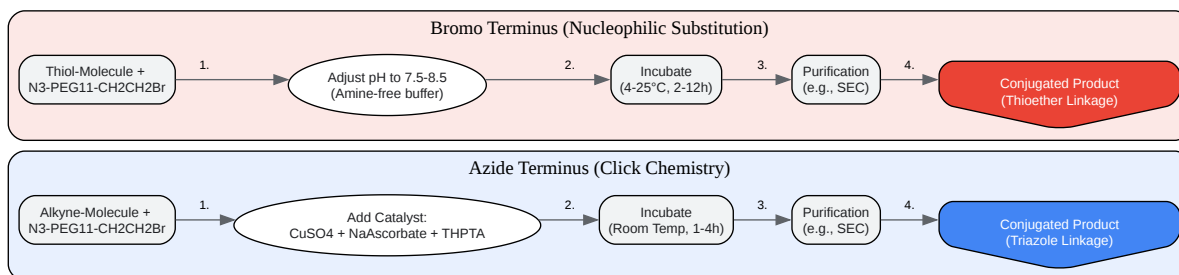 Bromo Terminus (Nucleophilic Substitution)
Thiol-Molecule +
N3-PEG11-CH2CH2Br
1.
Adjust pH to 7.5-8.5
(Amine-free buffer)
2.
Incubate
(4-25°C, 2-12h)
3.
Purification
(e.g., SEC)
4.
Conjugated Product
(Thioether Linkage)
Azide Terminus (Click Chemistry)
Alkyne-Molecule +
N3-PEG11-CH2CH2Br
1.
Add Catalyst:
CuSO4 + NaAscorbate + THPTA
2.
Incubate
(Room Temp, 1-4h)
3.
Purification
(e.g., SEC)
4.
Conjugated Product
(Triazole Linkage)